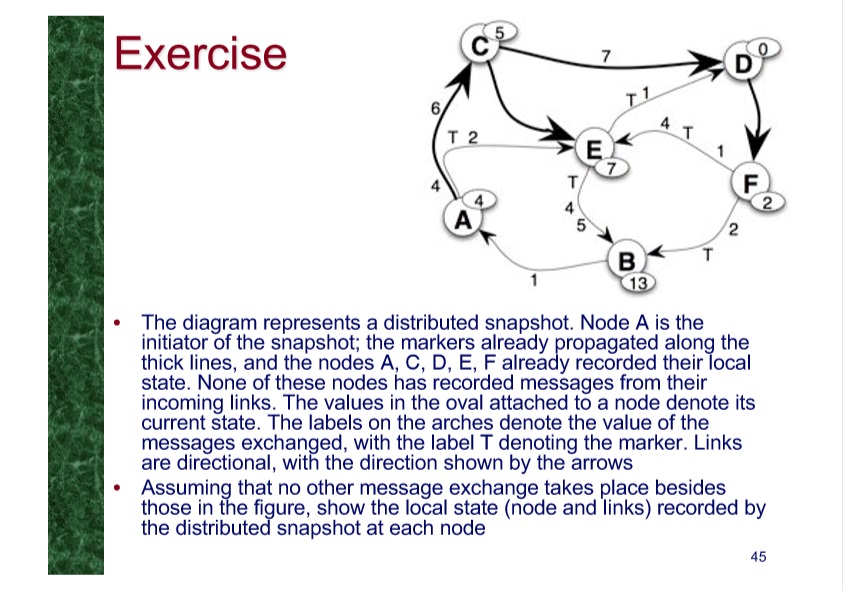 Exercise
C 5
7
D 0
6
T 1
T 2
4 T
E 7
1
4
T
F 2
A 4
4
5
2
B 13
T
1
• The diagram represents a distributed snapshot. Node A is the
initiator of the snapshot; the markers already propagated along the
thick lines, and the nodes A, C, D, E, F already recorded their local
state. None of these nodes has recorded messages from their
incoming links. The values in the oval attached to a node denote its
current state. The labels on the arches denote the value of the
messages exchanged, with the label T denoting the marker. Links
are directional, with the direction shown by the arrows
• Assuming that no other message exchange takes place besides
those in the figure, show the local state (node and links) recorded by
the distributed snapshot at each node
45